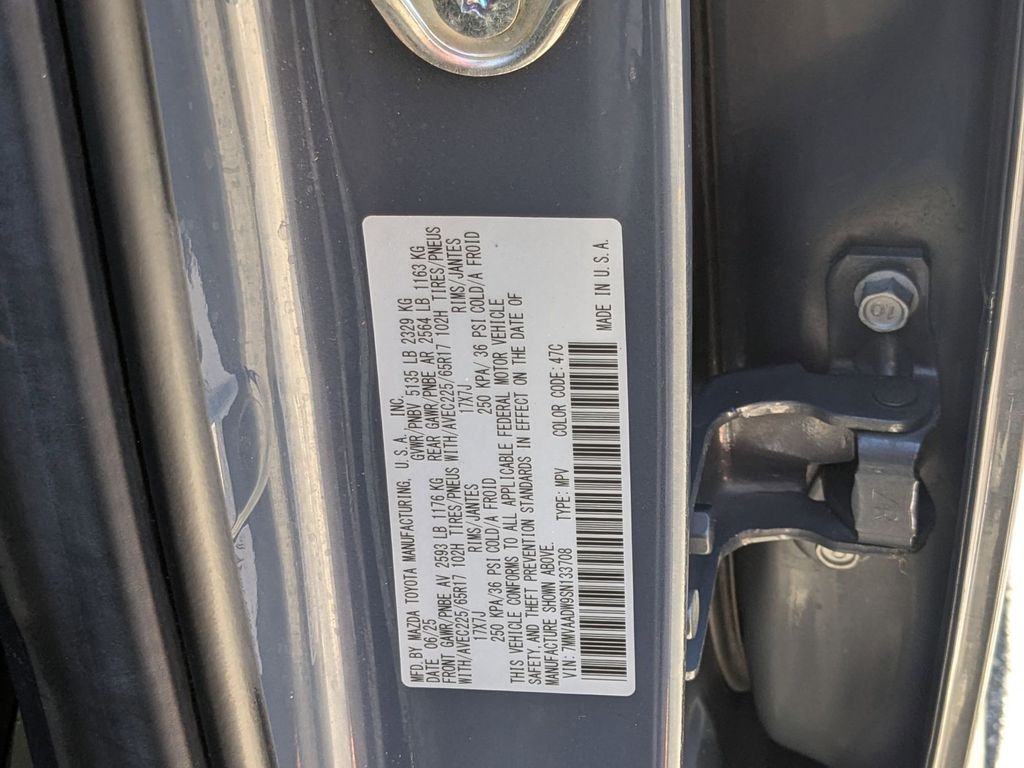 MFD. BY MAZDA TOYOTA MANUFACTURING, U. S. A., INC.
DATE 06/25 GVWR/PNBV 5135 LB 2329 KG
FRONT GAWR/PNBE AV 2593 LB 1176 KG REAR GAWR/PNBE AR 2564 LB 1163 KG
WITH/AVEC225/65R17 102H TIRES/PNEUS WITH/AVEC225/65R17 102H TIRES/PNEUS
17X7J RIMS/JANTES 17X7J RIMS/JANTES
250 KPA/36 PSI COLD/A FROID 250 KPA/36 PSI COLD/A FROID
THIS VEHICLE CONFORMS TO ALL APPLICABLE FEDERAL MOTOR VEHICLE
SAFETY, AND THEFT PREVENTION STANDARDS IN EFFECT ON THE DATE OF
MANUFACTURE SHOWN ABOVE.
VIN: 7MMVAADW9SN133708 TYPE: MPV COLOR CODE: 47C
MADE IN U. S. A.